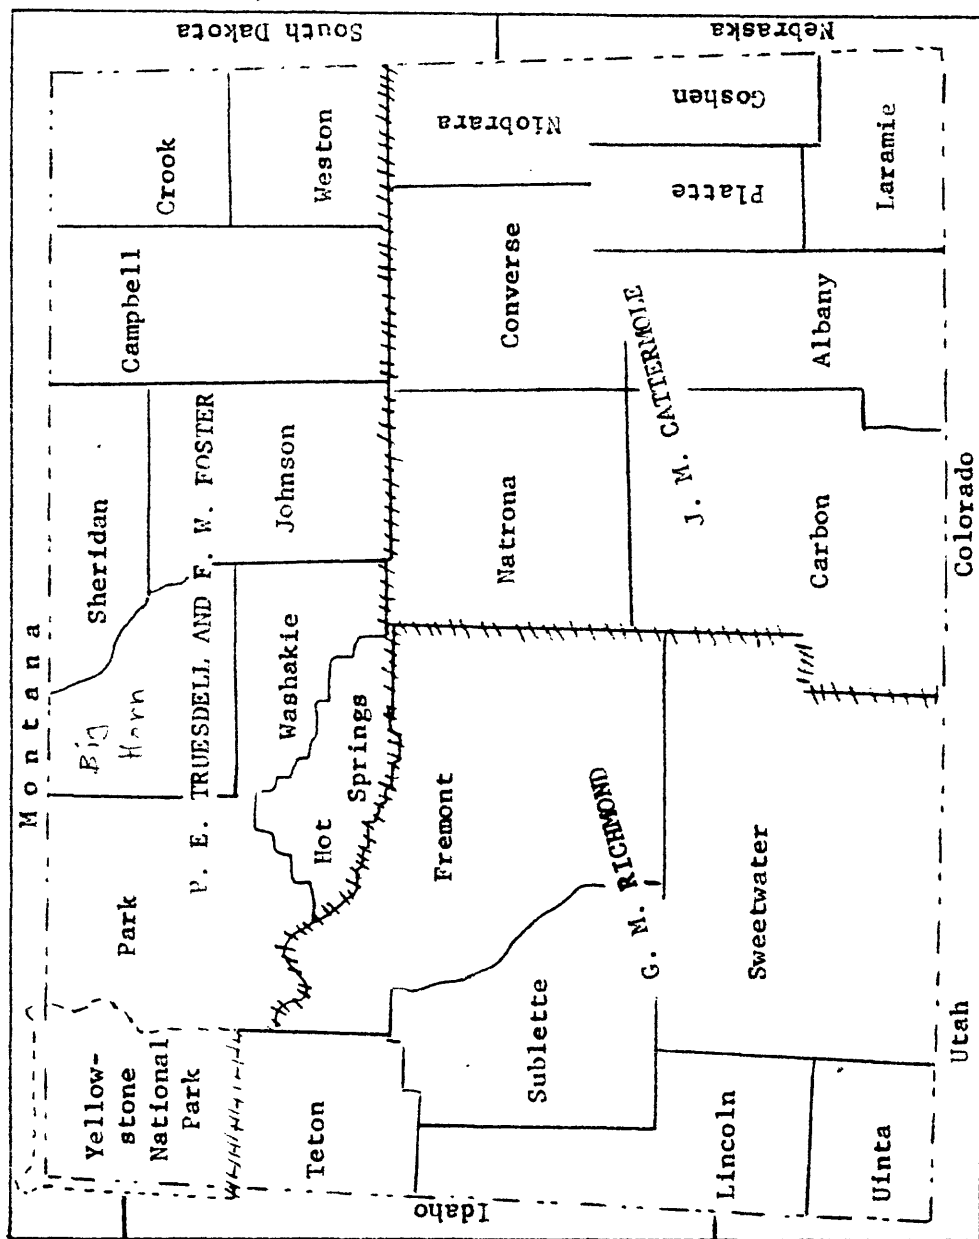 Montana
South Dakota
Nebraska
Idaho
Utah
Colorado
Yellow-
stone
National
Park
Park
Big
Horn
Sheridan
Campbell
Crook
Weston
P. E. TRUESDELL AND F. W. FOSTER
Johnson
Washakie
Hot
Springs
Teton
Fremont
Natrona
Converse
Niobrara
Sublette
G. M. RICHMOND
J. M. CATTERMOLE
Goshen
Platte
Lincoln
Sweetwater
Carbon
Albany
Laramie
Uinta